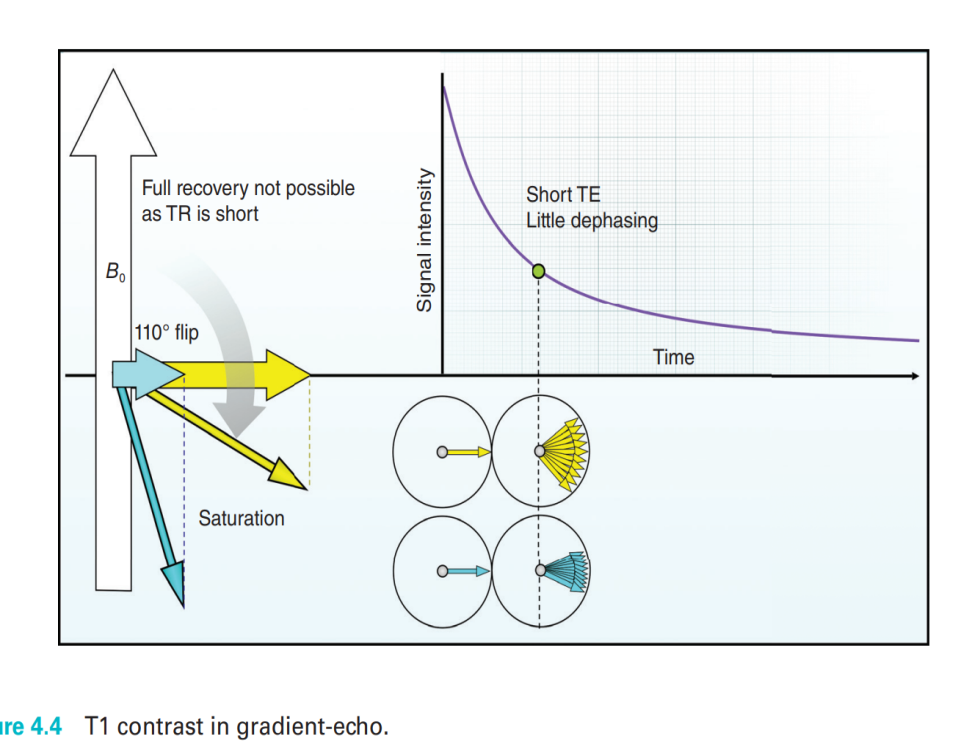 Full recovery not possible
as TR is short
B0
110° flip
Saturation
Signal intensity
Short TE
Little dephasing
Time
ure 4.4 T1 contrast in gradient-echo.